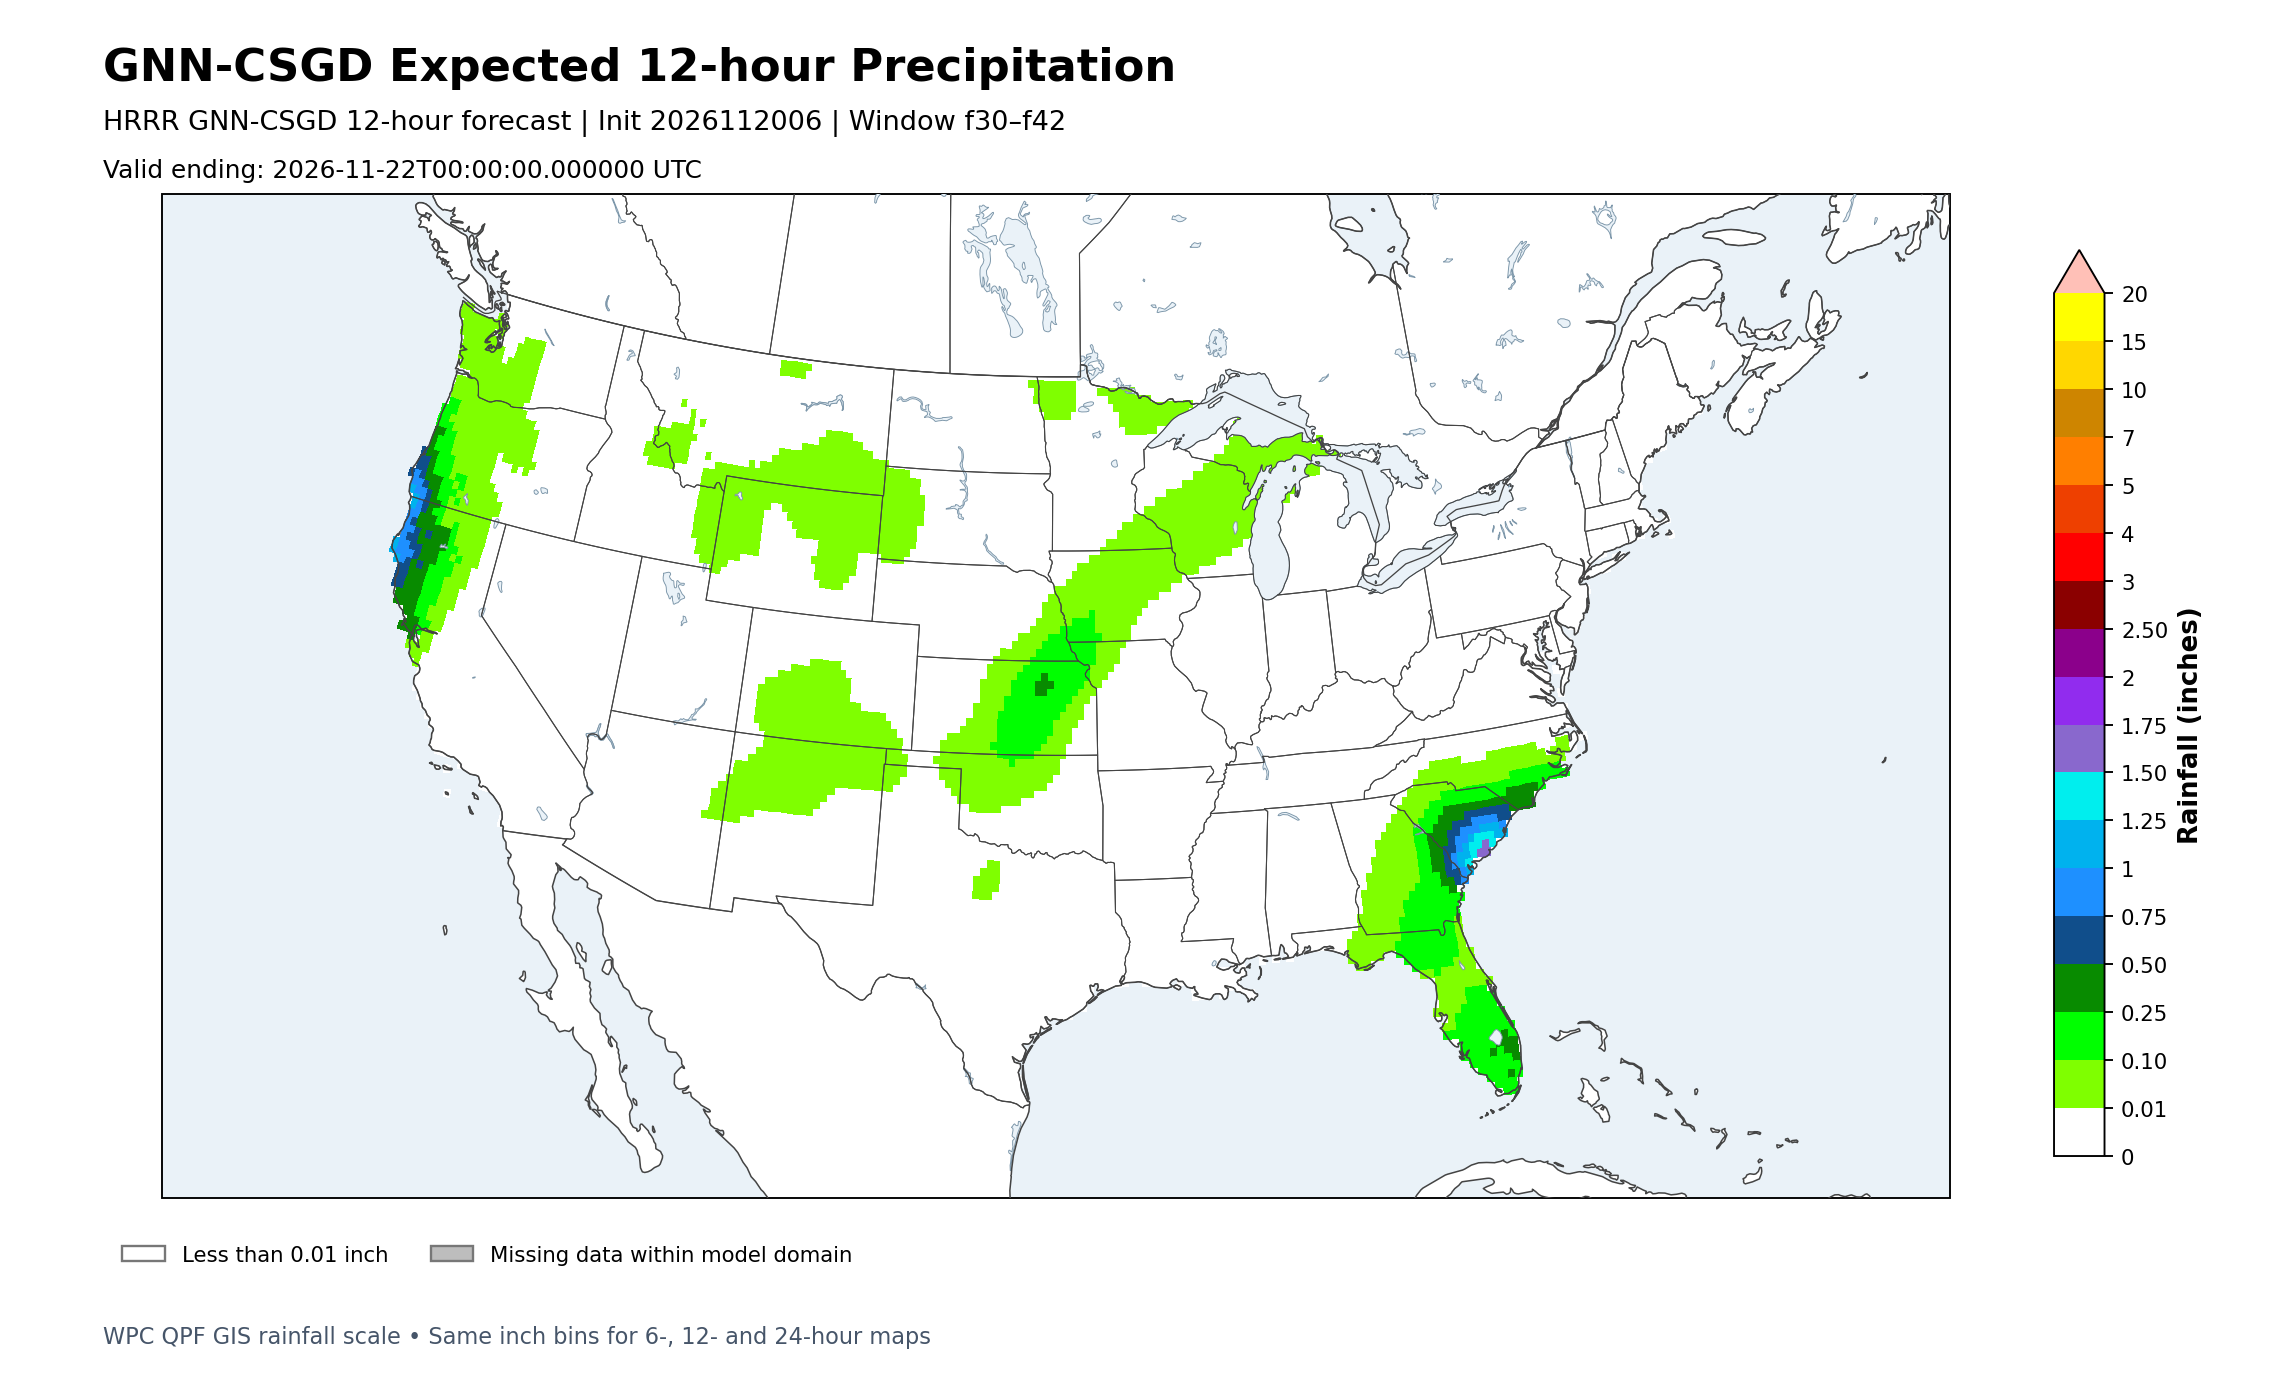 GNN-CSGD Expected 12-hour Precipitation
HRRR GNN-CSGD 12-hour forecast | Init 2026112006 | Window f30–f42
Valid ending: 2026-11-22T00:00:00.000000 UTC
20
15
10
7
5
4
3
2.50
2
1.75
1.50
1.25
1
0.75
0.50
0.25
0.10
0.01
0
Rainfall (inches)
Less than 0.01 inch
Missing data within model domain
WPC QPF GIS rainfall scale • Same inch bins for 6-, 12- and 24-hour maps